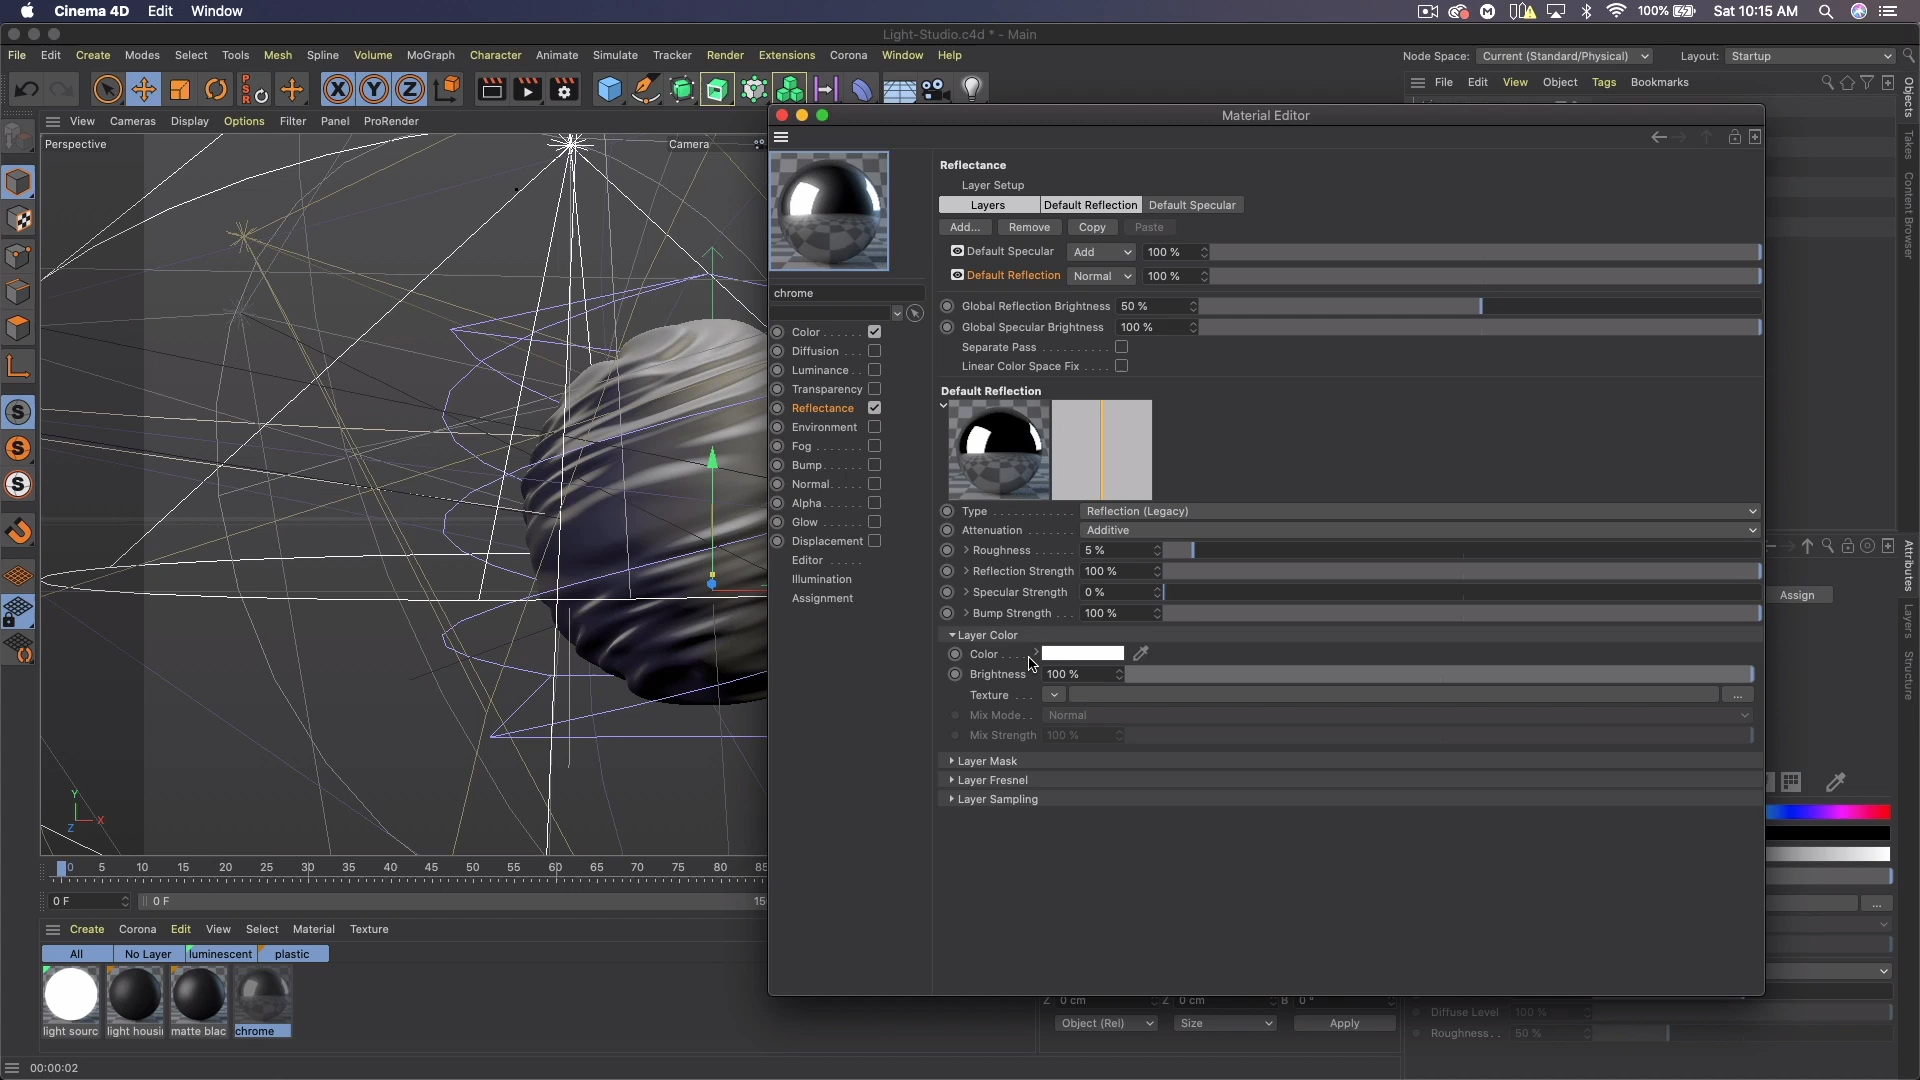 Cinema 4D Edit Window
100% Sat 10:15 AM
Light-Studio.c4d * - Main
File Edit Create Modes Select Tools Mesh Spline Volume MoGraph Character Animate Simulate Tracker Render Extensions Corona Window Help
Node Space: Current (Standard/Physical) Layout: Startup
PSR X Y Z
File Edit View Object Tags Bookmarks
View Cameras Display Options Filter Panel ProRender
Perspective
Camera
Material Editor
Reflectance
Layer Setup
Layers Default Reflection Default Specular
Add... Remove Copy Paste
Default Specular Add 100 %
Default Reflection Normal 100 %
chrome
Global Reflection Brightness 50 %
Global Specular Brightness 100 %
Separate Pass . . . . . . . . . .
Linear Color Space Fix . . . .
Color . . . . . .
Diffusion . . .
Luminance . .
Transparency
Reflectance
Environment
Fog . . . . . . .
Bump. . . . . .
Normal. . . . .
Alpha. . . . . .
Glow . . . . . .
Displacement
Editor . . . . .
Illumination
Assignment
Default Reflection
Type . . . . . . . . . . . . Reflection (Legacy)
Attenuation . . . . . . . Additive
Roughness . . . . . . 5 %
Reflection Strength 100 %
Specular Strength 0 %
Bump Strength . . . 100 %
Layer Color
Color . . . .
Brightness 100 %
Texture . . . ...
Mix Mode. . Normal
Mix Strength 100 %
Layer Mask
Layer Fresnel
Layer Sampling
Objects
Takes
Content Browser
Attributes
Layers
Structure
Assign
Y
X
Z
0 5 10 15 20 25 30 35 40 45 50 55 60 65 70 75 80 85
0 F 0 F
Create Corona Edit View Select Material Texture
All No Layer luminescent plastic
light sourc light housi matte blac chrome
Z 0 cm Z 0 cm B 0 °
Object (Rel) Size Apply
...
Diffuse Level 100 %
Roughness. . 50 %
00:00:02